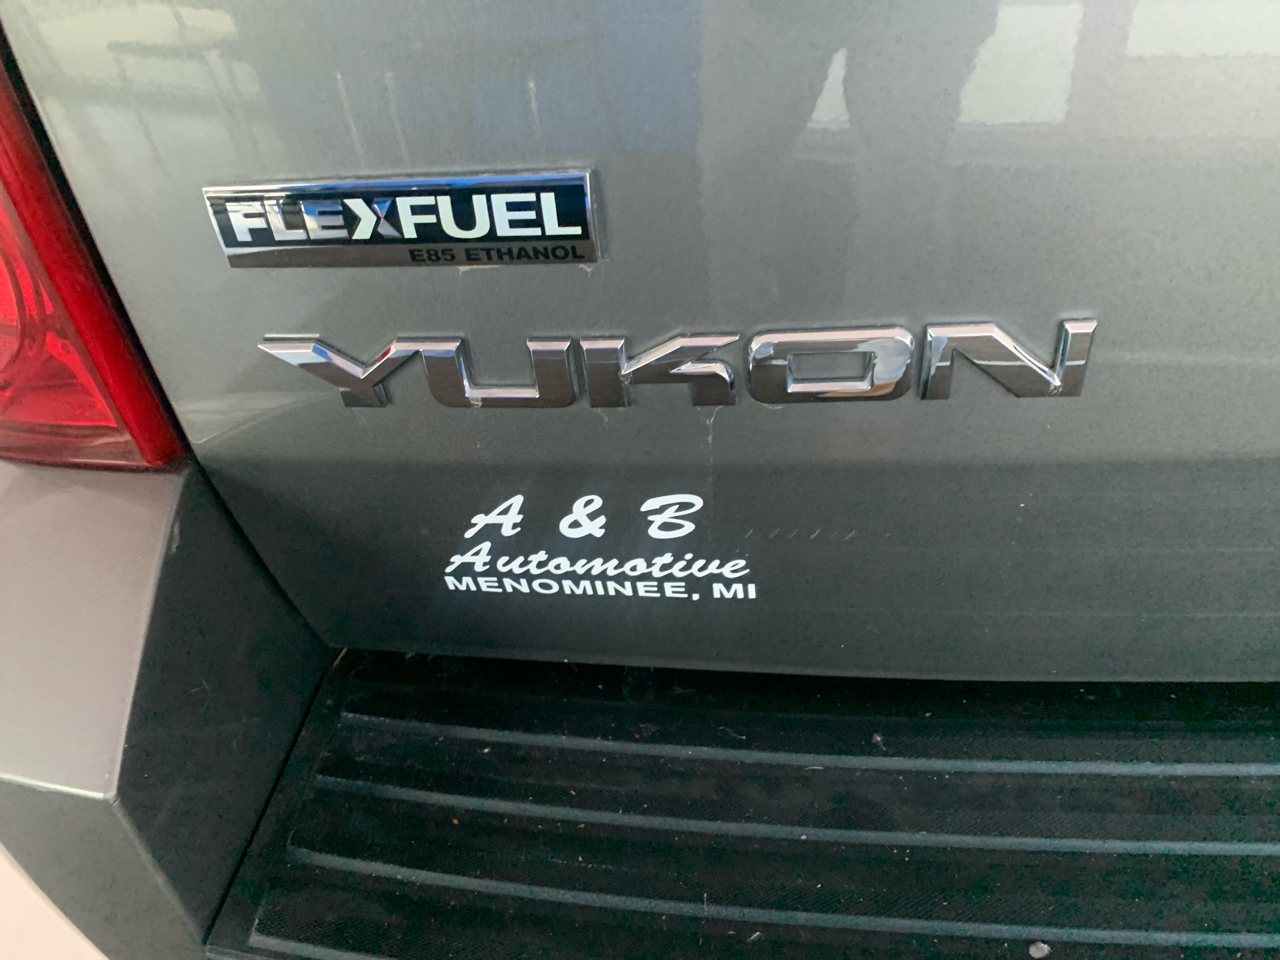 FLEXFUEL
E85 ETHANOL
YUKON
A & B
Automotive
MENOMINEE, MI